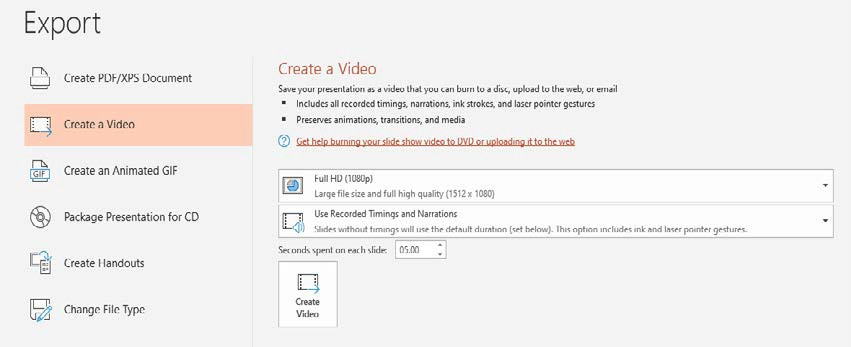 Export
Create PDF/XPS Document
Create a Video
Create an Animated GIF
GIF
Package Presentation for CD
Create Handouts
Change File Type
Create a Video
Save your presentation as a video that you can burn to a disc, upload to the web, or email
▪ Includes all recorded timings, narrations, ink strokes, and laser pointer gestures
▪ Preserves animations, transitions, and media
? Get help burning your slide show video to DVD or uploading it to the web
Full HD (1080p)
Large file size and full high quality (1512 x 1080)
Use Recorded Timings and Narrations
Slides without timings will use the default duration (set below). This option includes ink and laser pointer gestures.
Seconds spent on each slide: 05.00
Create
Video